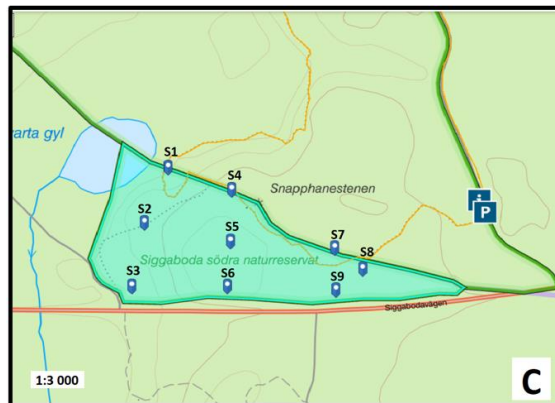 arta gyl
S1
S4
Snapphanestenen
S2
S5
S7
Siggaboda södra naturreservat
S8
S3
S6
S9
i
P
Siggabodavägen
1:3 000
C